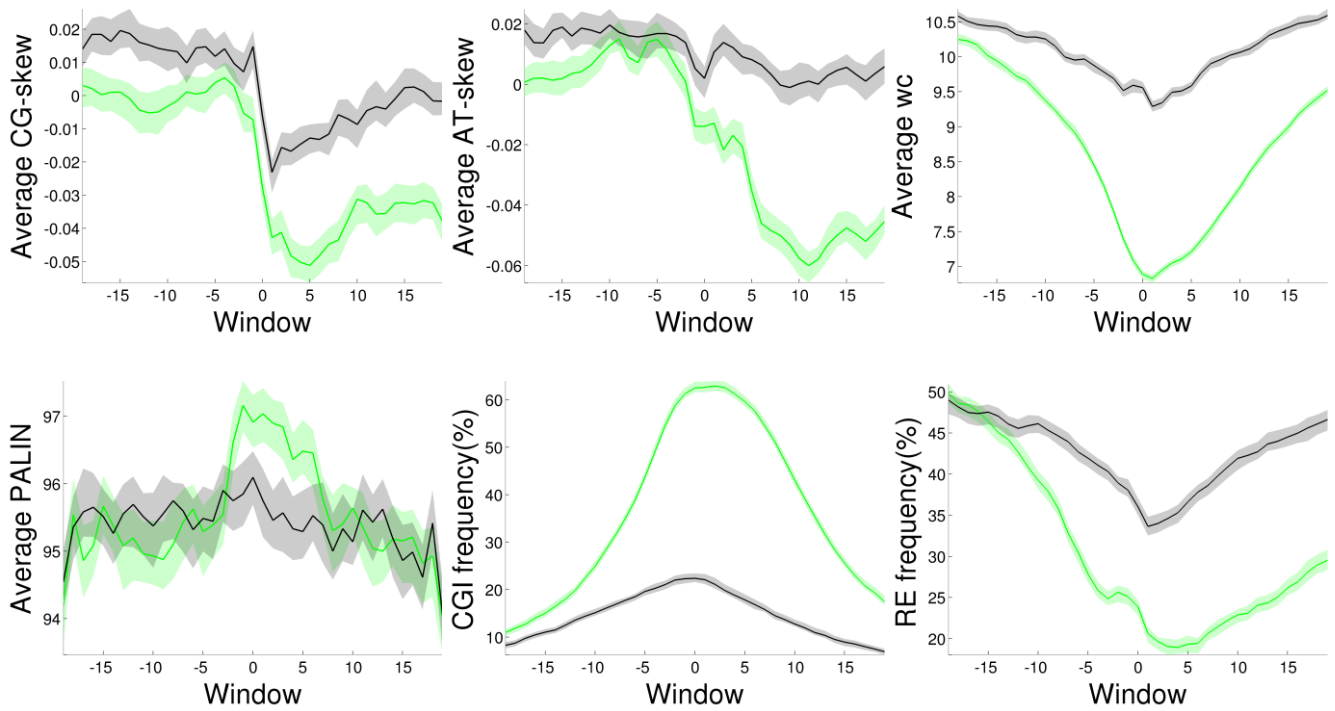 Average CG-skew
0.02
0.01
0
-0.01
-0.02
-0.03
-0.04
-0.05
-15 -10 -5 0 5 10 15
Window
Average AT-skew
0.02
0
-0.02
-0.04
-0.06
-15 -10 -5 0 5 10 15
Window
Average wc
10.5
10
9.5
9
8.5
8
7.5
7
-15 -10 -5 0 5 10 15
Window
Average PALIN
97
96
95
94
-15 -10 -5 0 5 10 15
Window
CGI frequency(%)
60
50
40
30
20
10
-15 -10 -5 0 5 10 15
Window
RE frequency(%)
50
45
40
35
30
25
20
-15 -10 -5 0 5 10 15
Window